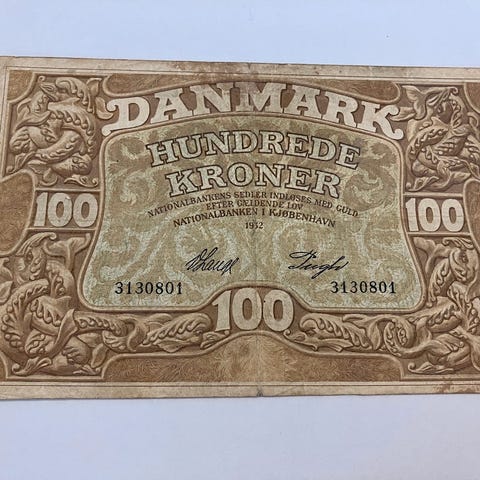 DANMARK
HUNDREDE
KRONER
NATIONALBANKENS SEDLER INDLØSES MED GULD
EFTER GÆLDENDE LOV
NATIONALBANKEN I KJØBENHAVN
1932
100 100
3130801 3130801
100